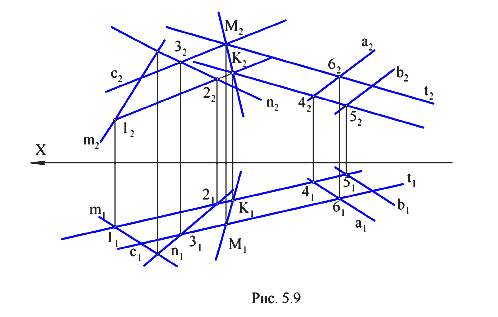 M₂
a₂
3₂
K₂
6₂
b₂
c₂
2₂
n₂
4₂
t₂
5₂
1₂
m₂
X
5₁
t₁
4₁
2₁
m₁
K₁
6₁
b₁
1₁
3₁
a₁
c₁
n₁
M₁
Рис. 5.9